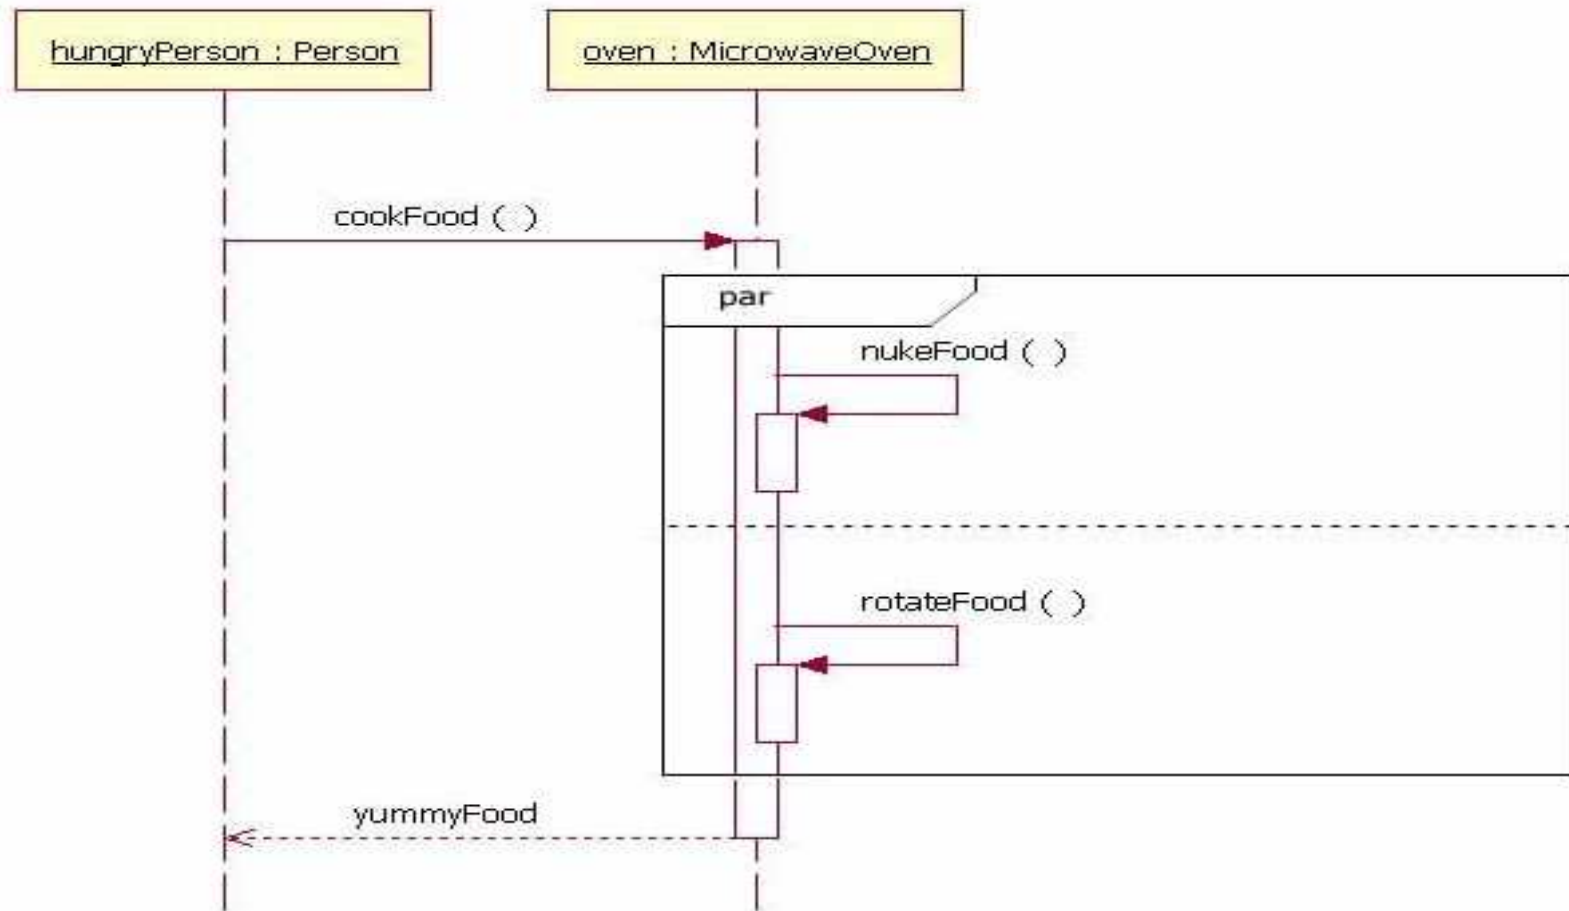 hungryPerson : Person
oven : MicrowaveOven
cookFood ( )
par
nukeFood ( )
rotateFood ( )
yummyFood